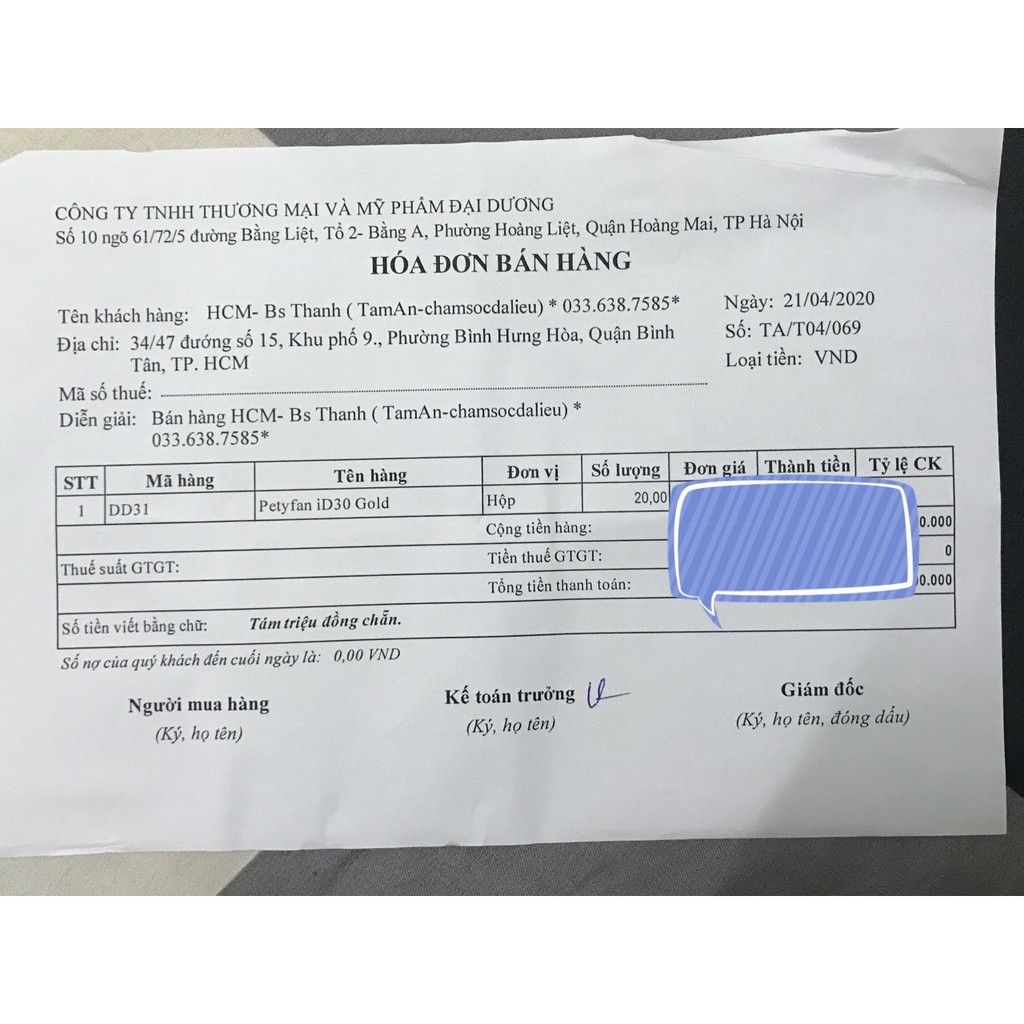 CÔNG TY TNHH THƯƠNG MẠI VÀ MỸ PHẨM ĐẠI DƯƠNG
Số 10 ngõ 61/72/5 đường Bằng Liệt, Tổ 2- Bằng A, Phường Hoàng Liệt, Quận Hoàng Mai, TP Hà Nội
HÓA ĐƠN BÁN HÀNG
Tên khách hàng: HCM- Bs Thanh ( TamAn-chamsocdalieu) * 033.638.7585*
Ngày: 21/04/2020
Địa chỉ: 34/47 đướng số 15, Khu phố 9., Phường Bình Hưng Hòa, Quận Bình
Tân, TP. HCM
Số: TA/T04/069
Loại tiền: VND
Mã số thuế:
Diễn giải: Bán hàng HCM- Bs Thanh ( TamAn-chamsocdalieu) *
033.638.7585*
STT Mã hàng Tên hàng Đơn vị Số lượng Đơn giá Thành tiền Tỷ lệ CK
1 DD31 Petyfan iD30 Gold Hộp 20,00
Cộng tiền hàng: 0.000
Thuế suất GTGT: Tiền thuế GTGT: 0
Tổng tiền thanh toán: 0.000
Số tiền viết bằng chữ: Tám triệu đồng chẵn.
Số nợ của quý khách đến cuối ngày là: 0,00 VND
Người mua hàng Kế toán trưởng Giám đốc
(Ký, họ tên) (Ký, họ tên) (Ký, họ tên, đóng dấu)